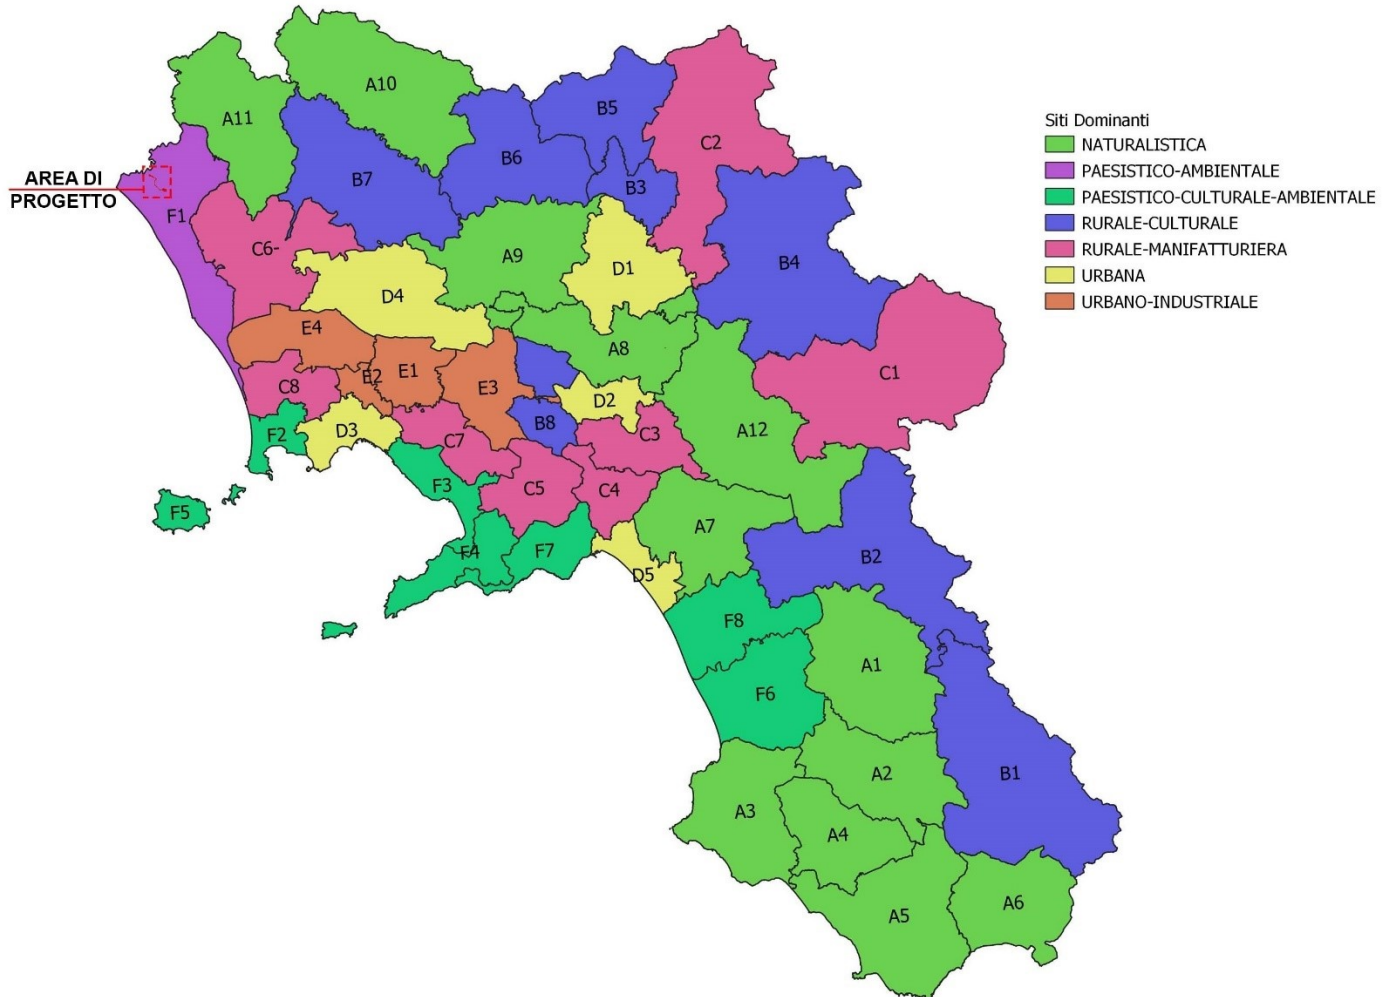 A10
A11
B5
C2
B6
B7
B3
AREA DI
PROGETTO
F1
C6-
A9
D1
B4
D4
E4
A8
E2
E1
E3
C8
C1
D2
F2
D3
C7
B8
C3
A12
F3
C5
C4
F5
A7
F4
F7
B2
D5
F8
A1
F6
A2
B1
A3
A4
A5
A6
Siti Dominanti
NATURALISTICA
PAESISTICO-AMBIENTALE
PAESISTICO-CULTURALE-AMBIENTALE
RURALE-CULTURALE
RURALE-MANIFATTURIERA
URBANA
URBANO-INDUSTRIALE